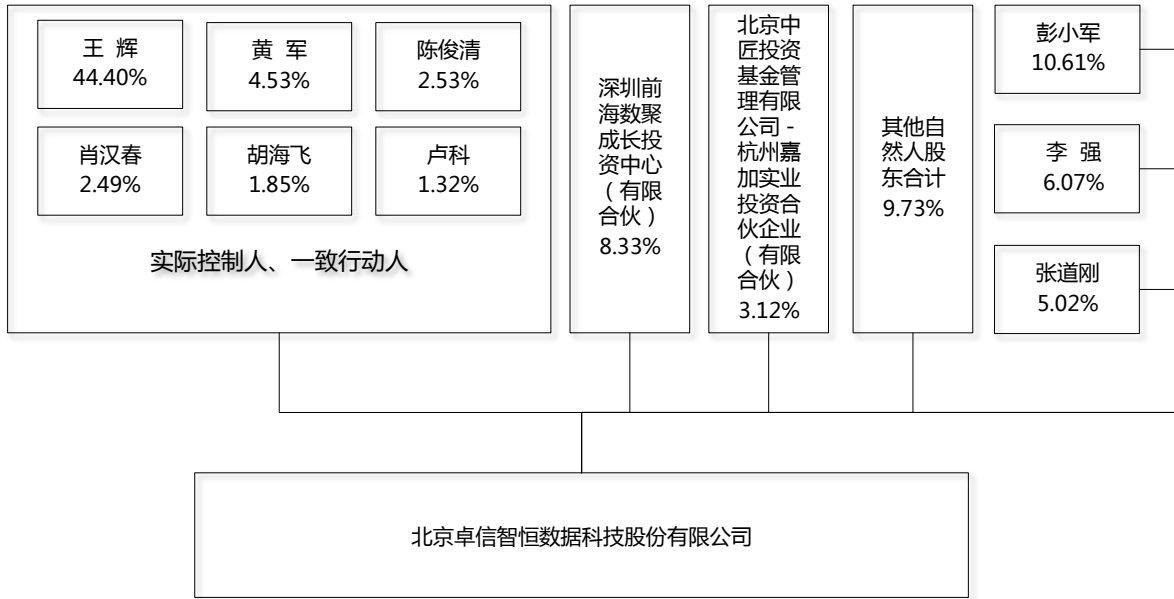 王 辉
44.40%
黄 军
4.53%
陈俊清
2.53%
肖汉春
2.49%
胡海飞
1.85%
卢科
1.32%
实际控制人、一致行动人
深圳前
海数聚
成长投
资中心
（有限
合伙）
8.33%
北京中
匠投资
基金管
理有限
公司 -
杭州嘉
加实业
投资合
伙企业
（有限
合伙）
3.12%
其他自
然人股
东合计
9.73%
彭小军
10.61%
李 强
6.07%
张道刚
5.02%
北京卓信智恒数据科技股份有限公司